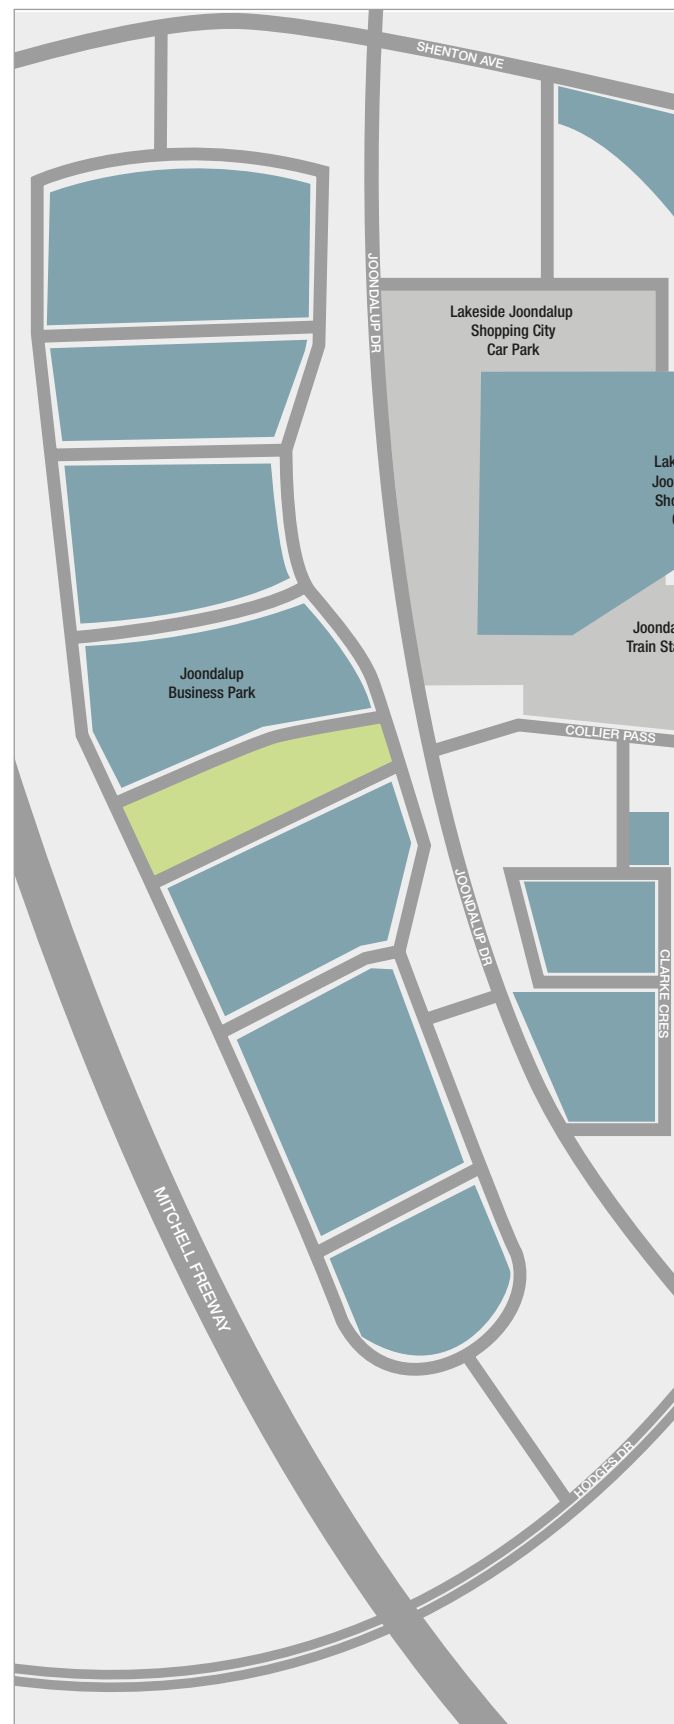 SHENTON AVE
JOONDALUP DR
Lakeside Joondalup
Shopping City
Car Park
Joondalup
Business Park
COLLIER PASS
JOONDALUP DR
CLARKE CRES
MITCHELL FREEWAY
HODGES DR